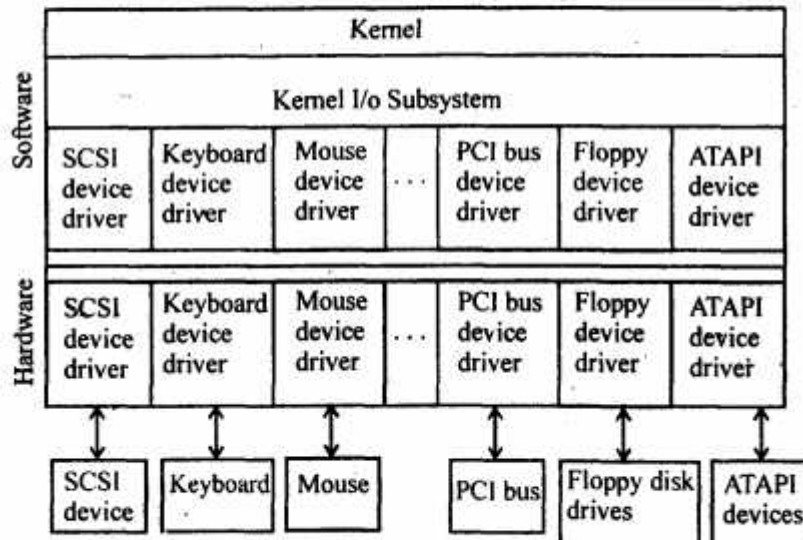 Kernel
Kernel I/o Subsystem
Software
SCSI
device
driver
Keyboard
device
driver
Mouse
device
driver
...
PCI bus
device
driver
Floppy
device
driver
ATAPI
device
driver
Hardware
SCSI
device
driver
Keyboard
device
driver
Mouse
device
driver
...
PCI bus
device
driver
Floppy
device
driver
ATAPI
device
driver
SCSI
device
Keyboard
Mouse
PCI bus
Floppy disk
drives
ATAPI
devices